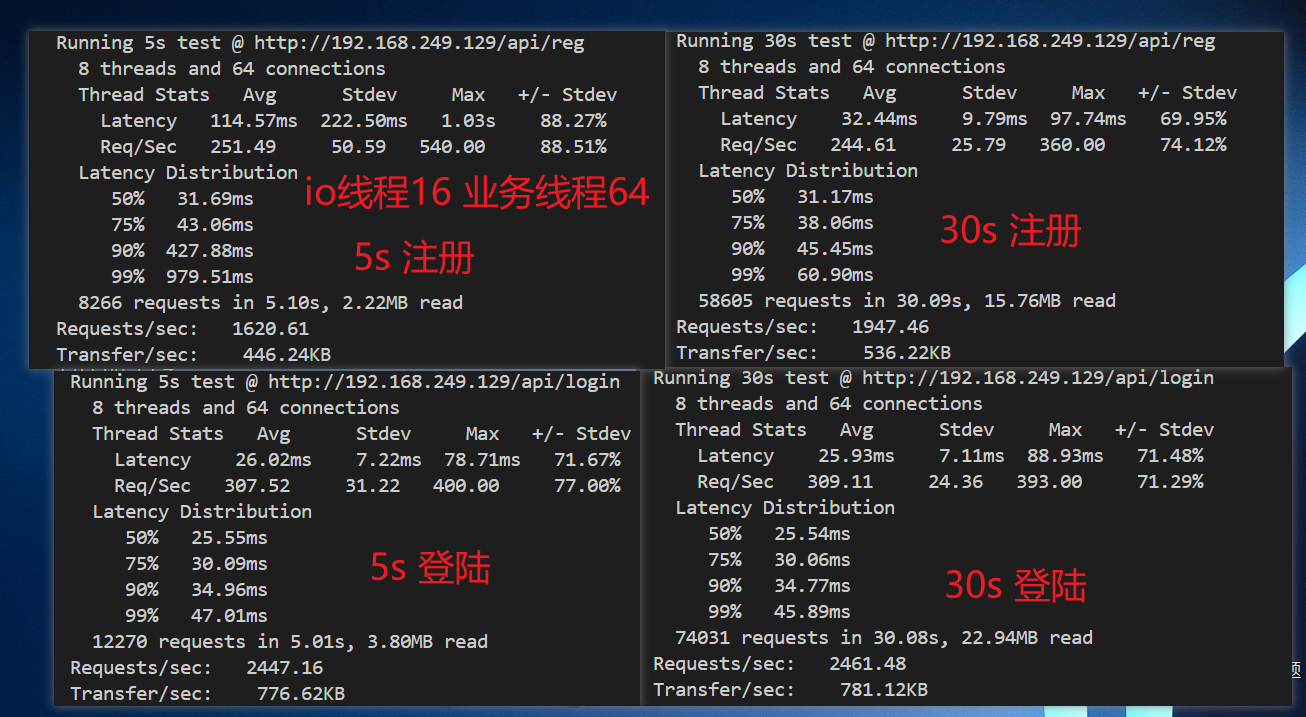 Running 5s test @ http://192.168.249.129/api/reg
8 threads and 64 connections
Thread Stats Avg Stdev Max +/- Stdev
Latency 114.57ms 222.50ms 1.03s 88.27%
Req/Sec 251.49 50.59 540.00 88.51%
Latency Distribution
50% 31.69ms
75% 43.06ms
90% 427.88ms
99% 979.51ms
8266 requests in 5.10s, 2.22MB read
Requests/sec: 1620.61
Transfer/sec: 446.24KB
io线程16 业务线程64
5s 注册
Running 30s test @ http://192.168.249.129/api/reg
8 threads and 64 connections
Thread Stats Avg Stdev Max +/- Stdev
Latency 32.44ms 9.79ms 97.74ms 69.95%
Req/Sec 244.61 25.79 360.00 74.12%
Latency Distribution
50% 31.17ms
75% 38.06ms
90% 45.45ms
99% 60.90ms
58605 requests in 30.09s, 15.76MB read
Requests/sec: 1947.46
Transfer/sec: 536.22KB
30s 注册
Running 5s test @ http://192.168.249.129/api/login
8 threads and 64 connections
Thread Stats Avg Stdev Max +/- Stdev
Latency 26.02ms 7.22ms 78.71ms 71.67%
Req/Sec 307.52 31.22 400.00 77.00%
Latency Distribution
50% 25.55ms
75% 30.09ms
90% 34.96ms
99% 47.01ms
12270 requests in 5.01s, 3.80MB read
Requests/sec: 2447.16
Transfer/sec: 776.62KB
5s 登陆
Running 30s test @ http://192.168.249.129/api/login
8 threads and 64 connections
Thread Stats Avg Stdev Max +/- Stdev
Latency 25.93ms 7.11ms 88.93ms 71.48%
Req/Sec 309.11 24.36 393.00 71.29%
Latency Distribution
50% 25.54ms
75% 30.06ms
90% 34.77ms
99% 45.89ms
74031 requests in 30.08s, 22.94MB read
Requests/sec: 2461.48
Transfer/sec: 781.12KB
30s 登陆